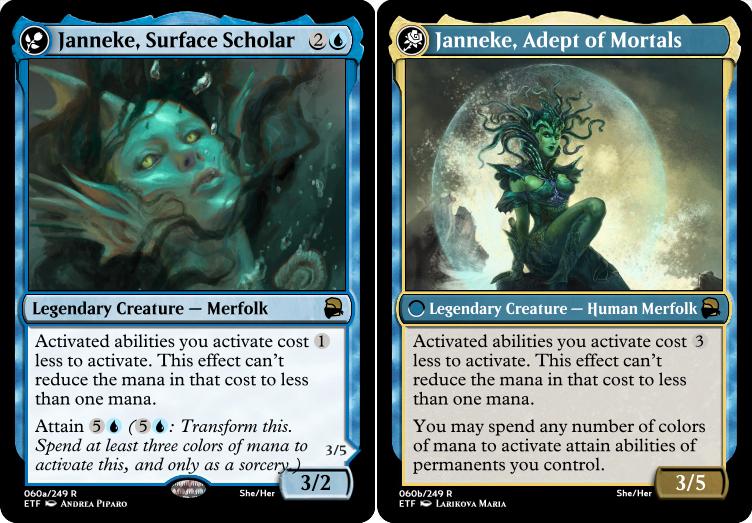 Janneke, Surface Scholar 2
Legendary Creature — Merfolk
Activated abilities you activate cost 1
less to activate. This effect can't
reduce the mana in that cost to less
than one mana.
Attain 5 (5: Transform this.
Spend at least three colors of mana to
activate this, and only as a sorcery.)
3/5
3/2
060a/249 R
She/Her
ETF Andrea Piparo
Janneke, Adept of Mortals
Legendary Creature — Human Merfolk
Activated abilities you activate cost 3
less to activate. This effect can't
reduce the mana in that cost to less
than one mana.
You may spend any number of colors
of mana to activate attain abilities of
permanents you control.
3/5
060b/249 R
She/Her
ETF Larikova Maria